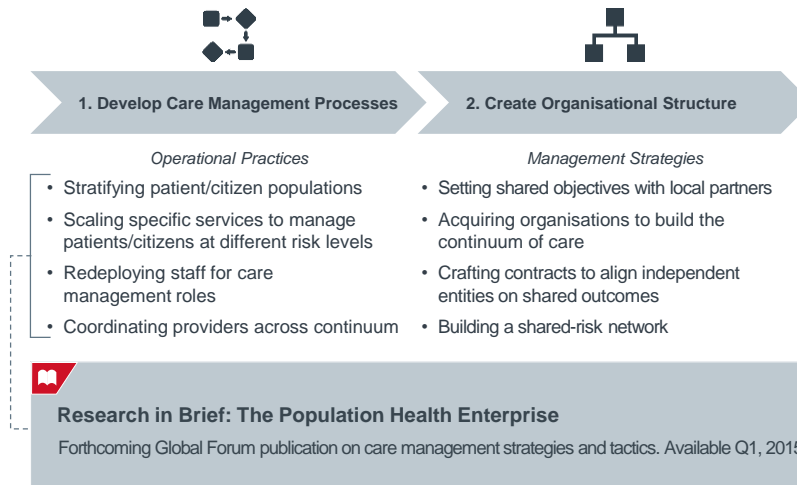 1. Develop Care Management Processes
2. Create Organisational Structure
Operational Practices
• Stratifying patient/citizen populations
• Scaling specific services to manage
patients/citizens at different risk levels
• Redeploying staff for care
management roles
• Coordinating providers across continuum
Management Strategies
• Setting shared objectives with local partners
• Acquiring organisations to build the
continuum of care
• Crafting contracts to align independent
entities on shared outcomes
• Building a shared-risk network
Research in Brief: The Population Health Enterprise
Forthcoming Global Forum publication on care management strategies and tactics. Available Q1, 2015